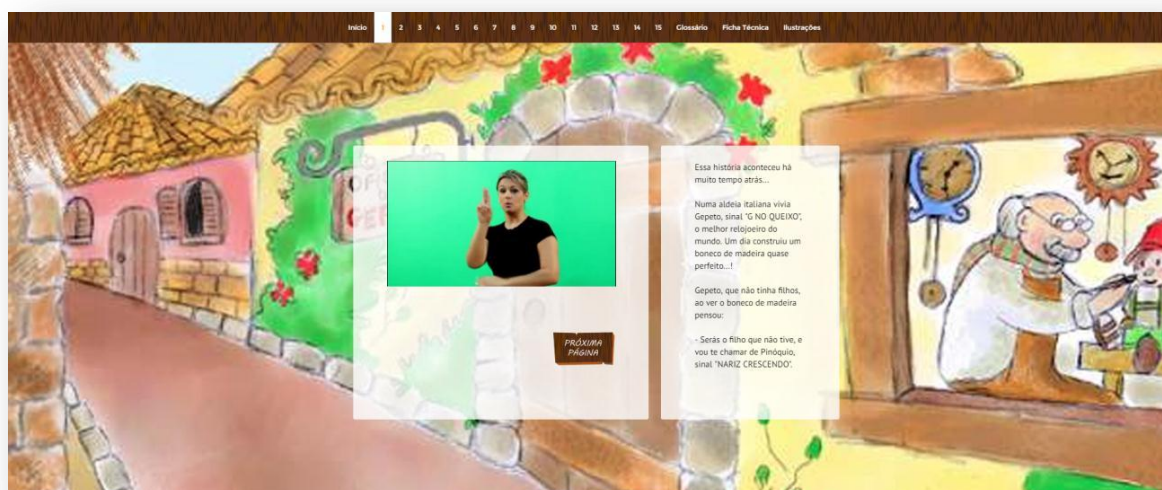 Início 1 2 3 4 5 6 7 8 9 10 11 12 13 14 15 Glossário Ficha Técnica Ilustrações
PRÓXIMA
PÁGINA
Essa história aconteceu há
muito tempo atrás...
Numa aldeia italiana vivia
Gepeto, sinal "G NO QUEIXO",
o melhor relojoeiro do
mundo. Um dia construiu um
boneco de madeira quase
perfeito...!
Gepeto, que não tinha filhos,
ao ver o boneco de madeira
pensou:
- Serás o filho que não tive, e
vou te chamar de Pinóquio,
sinal "NARIZ CRESCENDO".